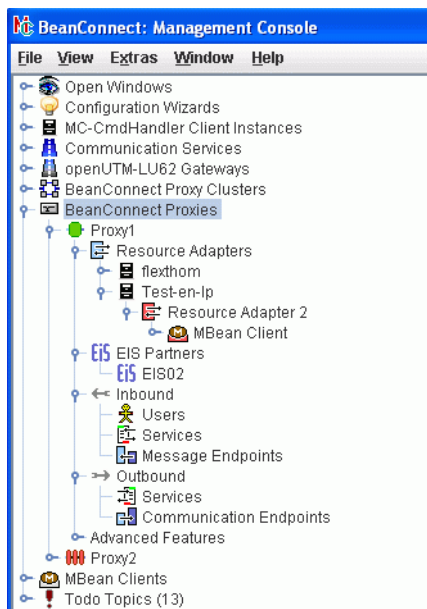 BeanConnect: Management Console
File View Extras Window Help
Open Windows
Configuration Wizards
MC-CmdHandler Client Instances
Communication Services
openUTM-LU62 Gateways
BeanConnect Proxy Clusters
BeanConnect Proxies
Proxy1
Resource Adapters
flexthom
Test-en-lp
Resource Adapter 2
MBean Client
EIS EIS Partners
EIS EIS02
Inbound
Users
Services
Message Endpoints
Outbound
Services
Communication Endpoints
Advanced Features
Proxy2
MBean Clients
Todo Topics (13)